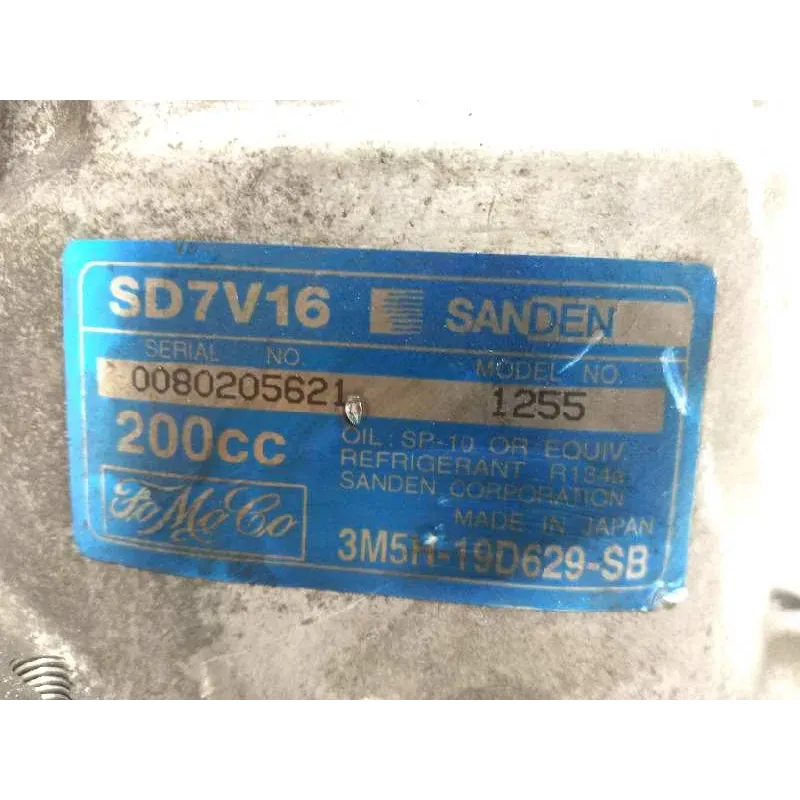 SD7V16 SANDEN
SERIAL NO. MODEL NO.
0080205621 1255
200cc
OIL: SP-10 OR EQUIV.
REFRIGERANT R134a
SANDEN CORPORATION
MADE IN JAPAN
FoMoCo
3M5H-19D629-SB